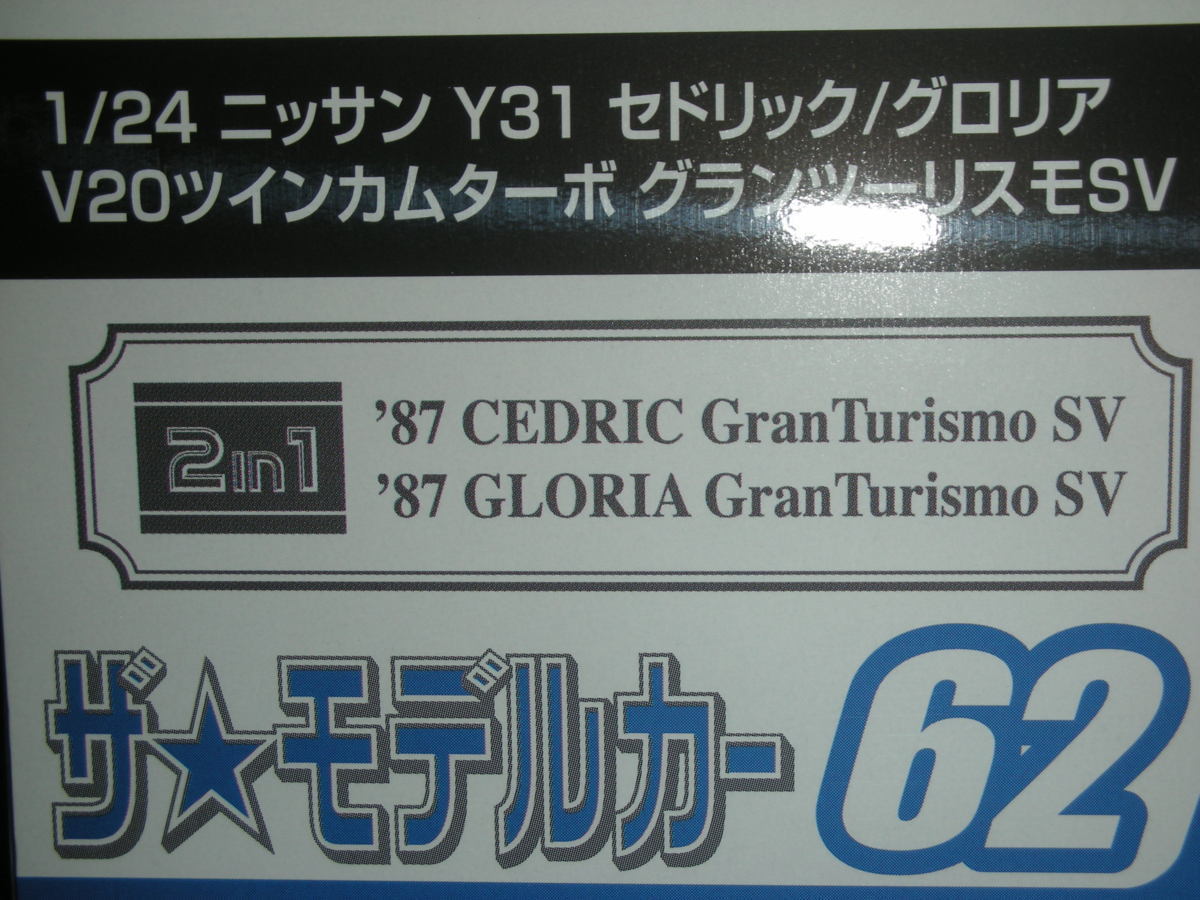 1/24 ニッサン Y31 セドリック/グロリア
V20ツインカムターボ グランツーリスモSV
2in1
'87 CEDRIC GranTurismo SV
'87 GLORIA GranTurismo SV
ザ★モデルカー 62